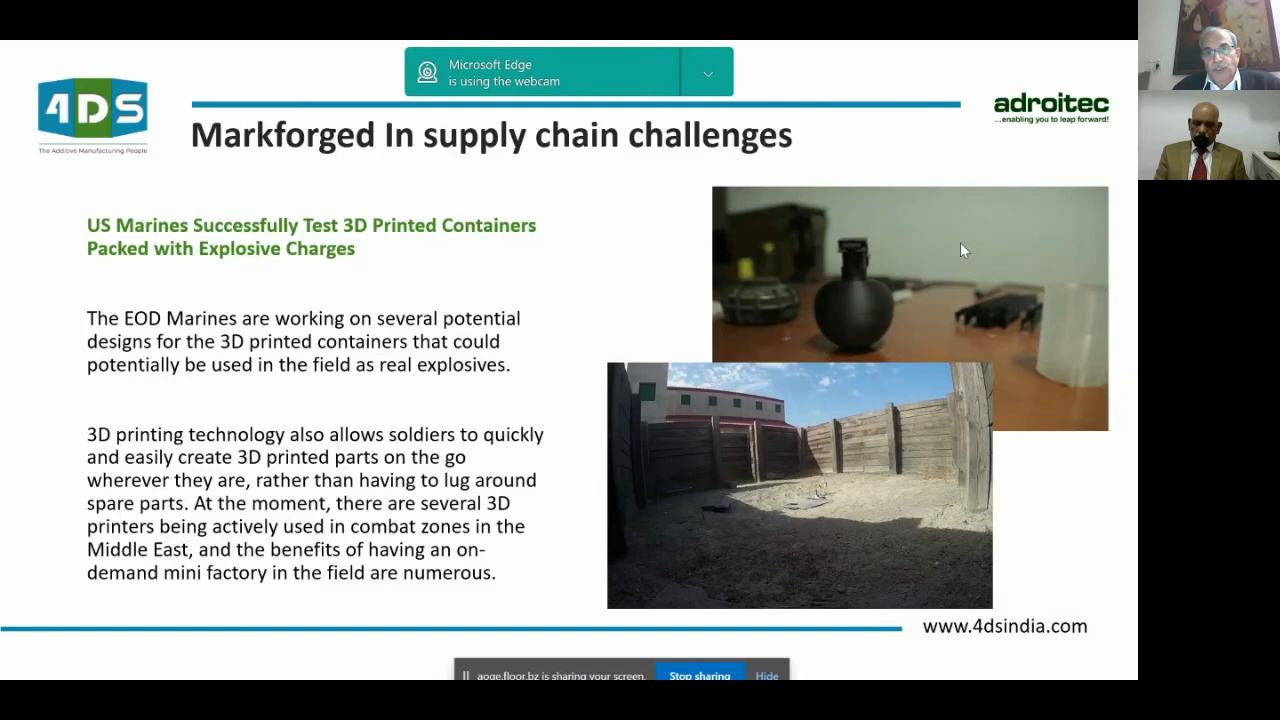 Microsoft Edge
is using the webcam
4DS
The Additive Manufacturing People
adroitec
...enabling you to leap forward!
Markforged In supply chain challenges
US Marines Successfully Test 3D Printed Containers
Packed with Explosive Charges
The EOD Marines are working on several potential
designs for the 3D printed containers that could
potentially be used in the field as real explosives.
3D printing technology also allows soldiers to quickly
and easily create 3D printed parts on the go
wherever they are, rather than having to lug around
spare parts. At the moment, there are several 3D
printers being actively used in combat zones in the
Middle East, and the benefits of having an on-
demand mini factory in the field are numerous.
www.4dsindia.com
aoge.floor.bz is sharing your screen.
Stop sharing
Hide